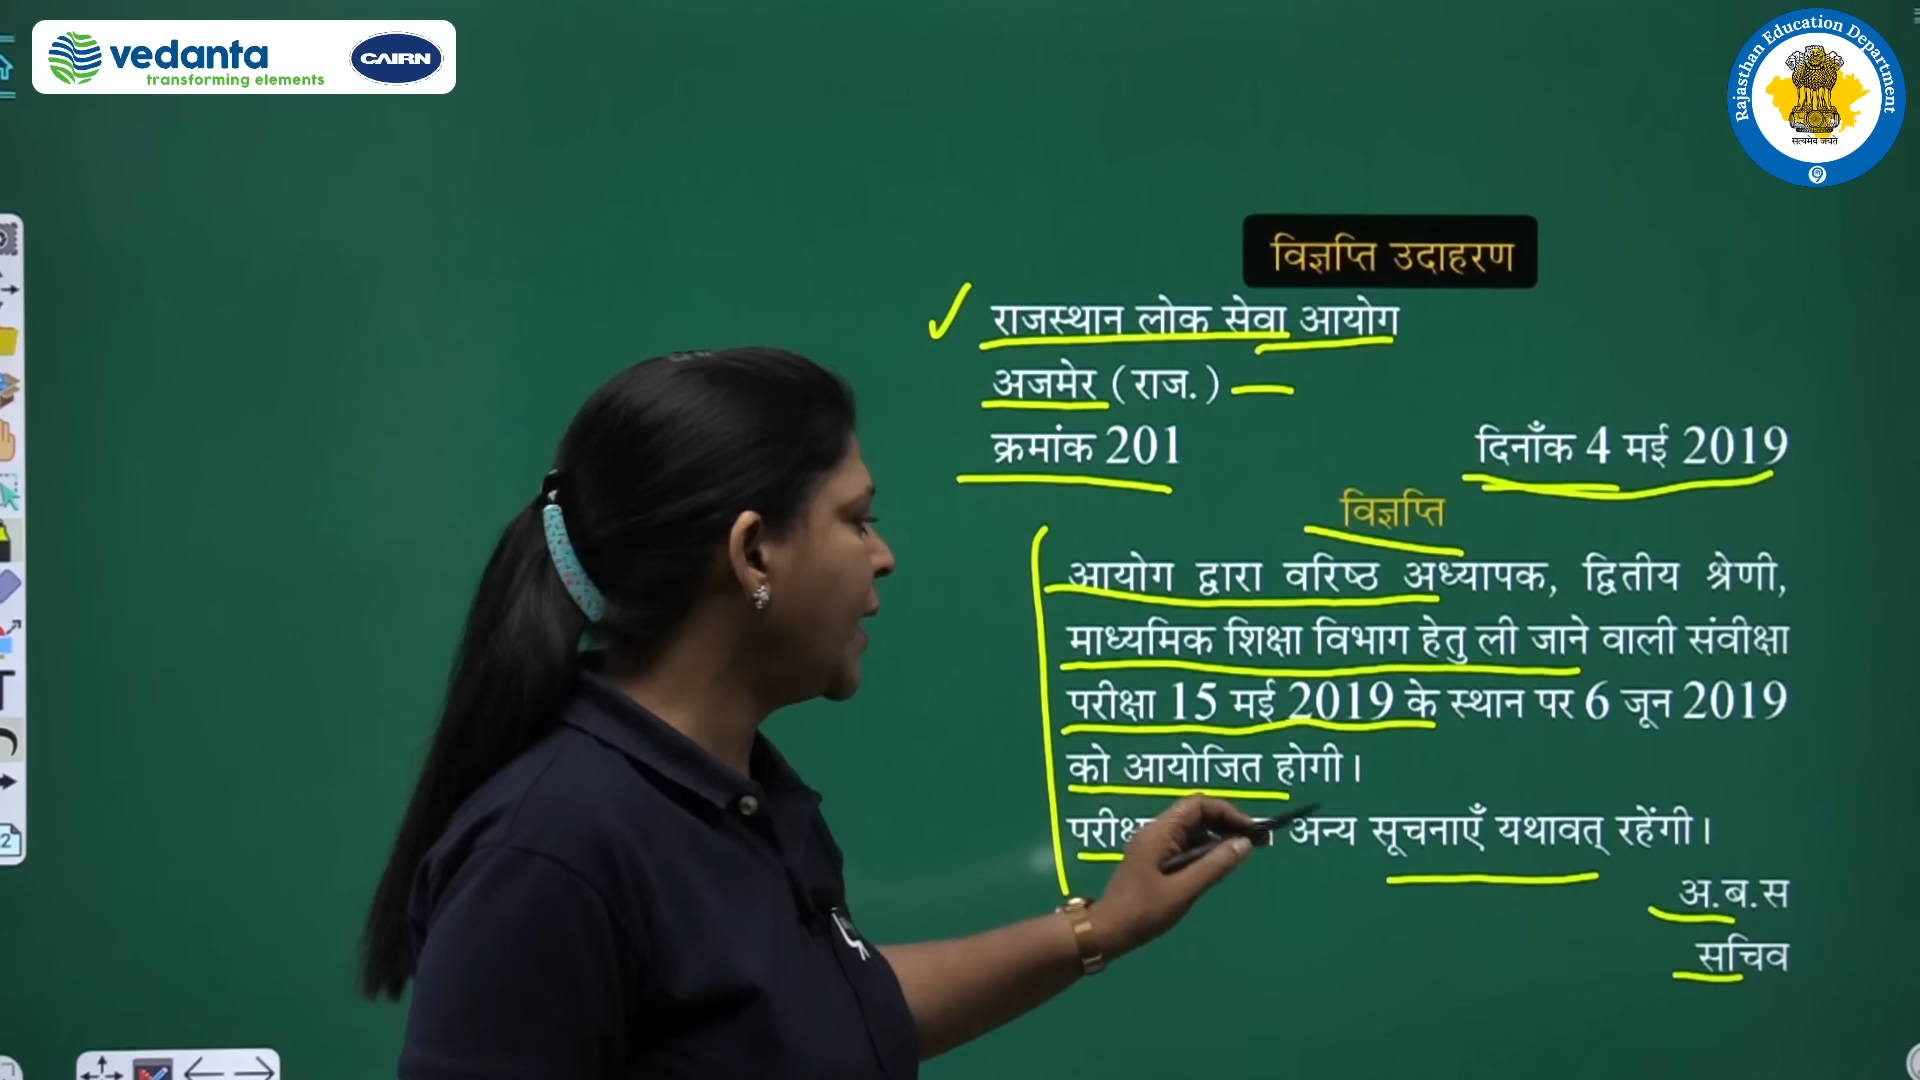 vedanta
transforming elements
CAIRN
Rajasthan Education Department
सत्यमेव जयते
विज्ञप्ति उदाहरण
राजस्थान लोक सेवा आयोग
अजमेर (राज.)
क्रमांक 201
दिनाँक 4 मई 2019
विज्ञप्ति
आयोग द्वारा वरिष्ठ अध्यापक, द्वितीय श्रेणी,
माध्यमिक शिक्षा विभाग हेतु ली जाने वाली संवीक्षा
परीक्षा 15 मई 2019 के स्थान पर 6 जून 2019
को आयोजित होगी।
अन्य सूचनाएँ यथावत् रहेंगी।
अ.ब.स
सचिव